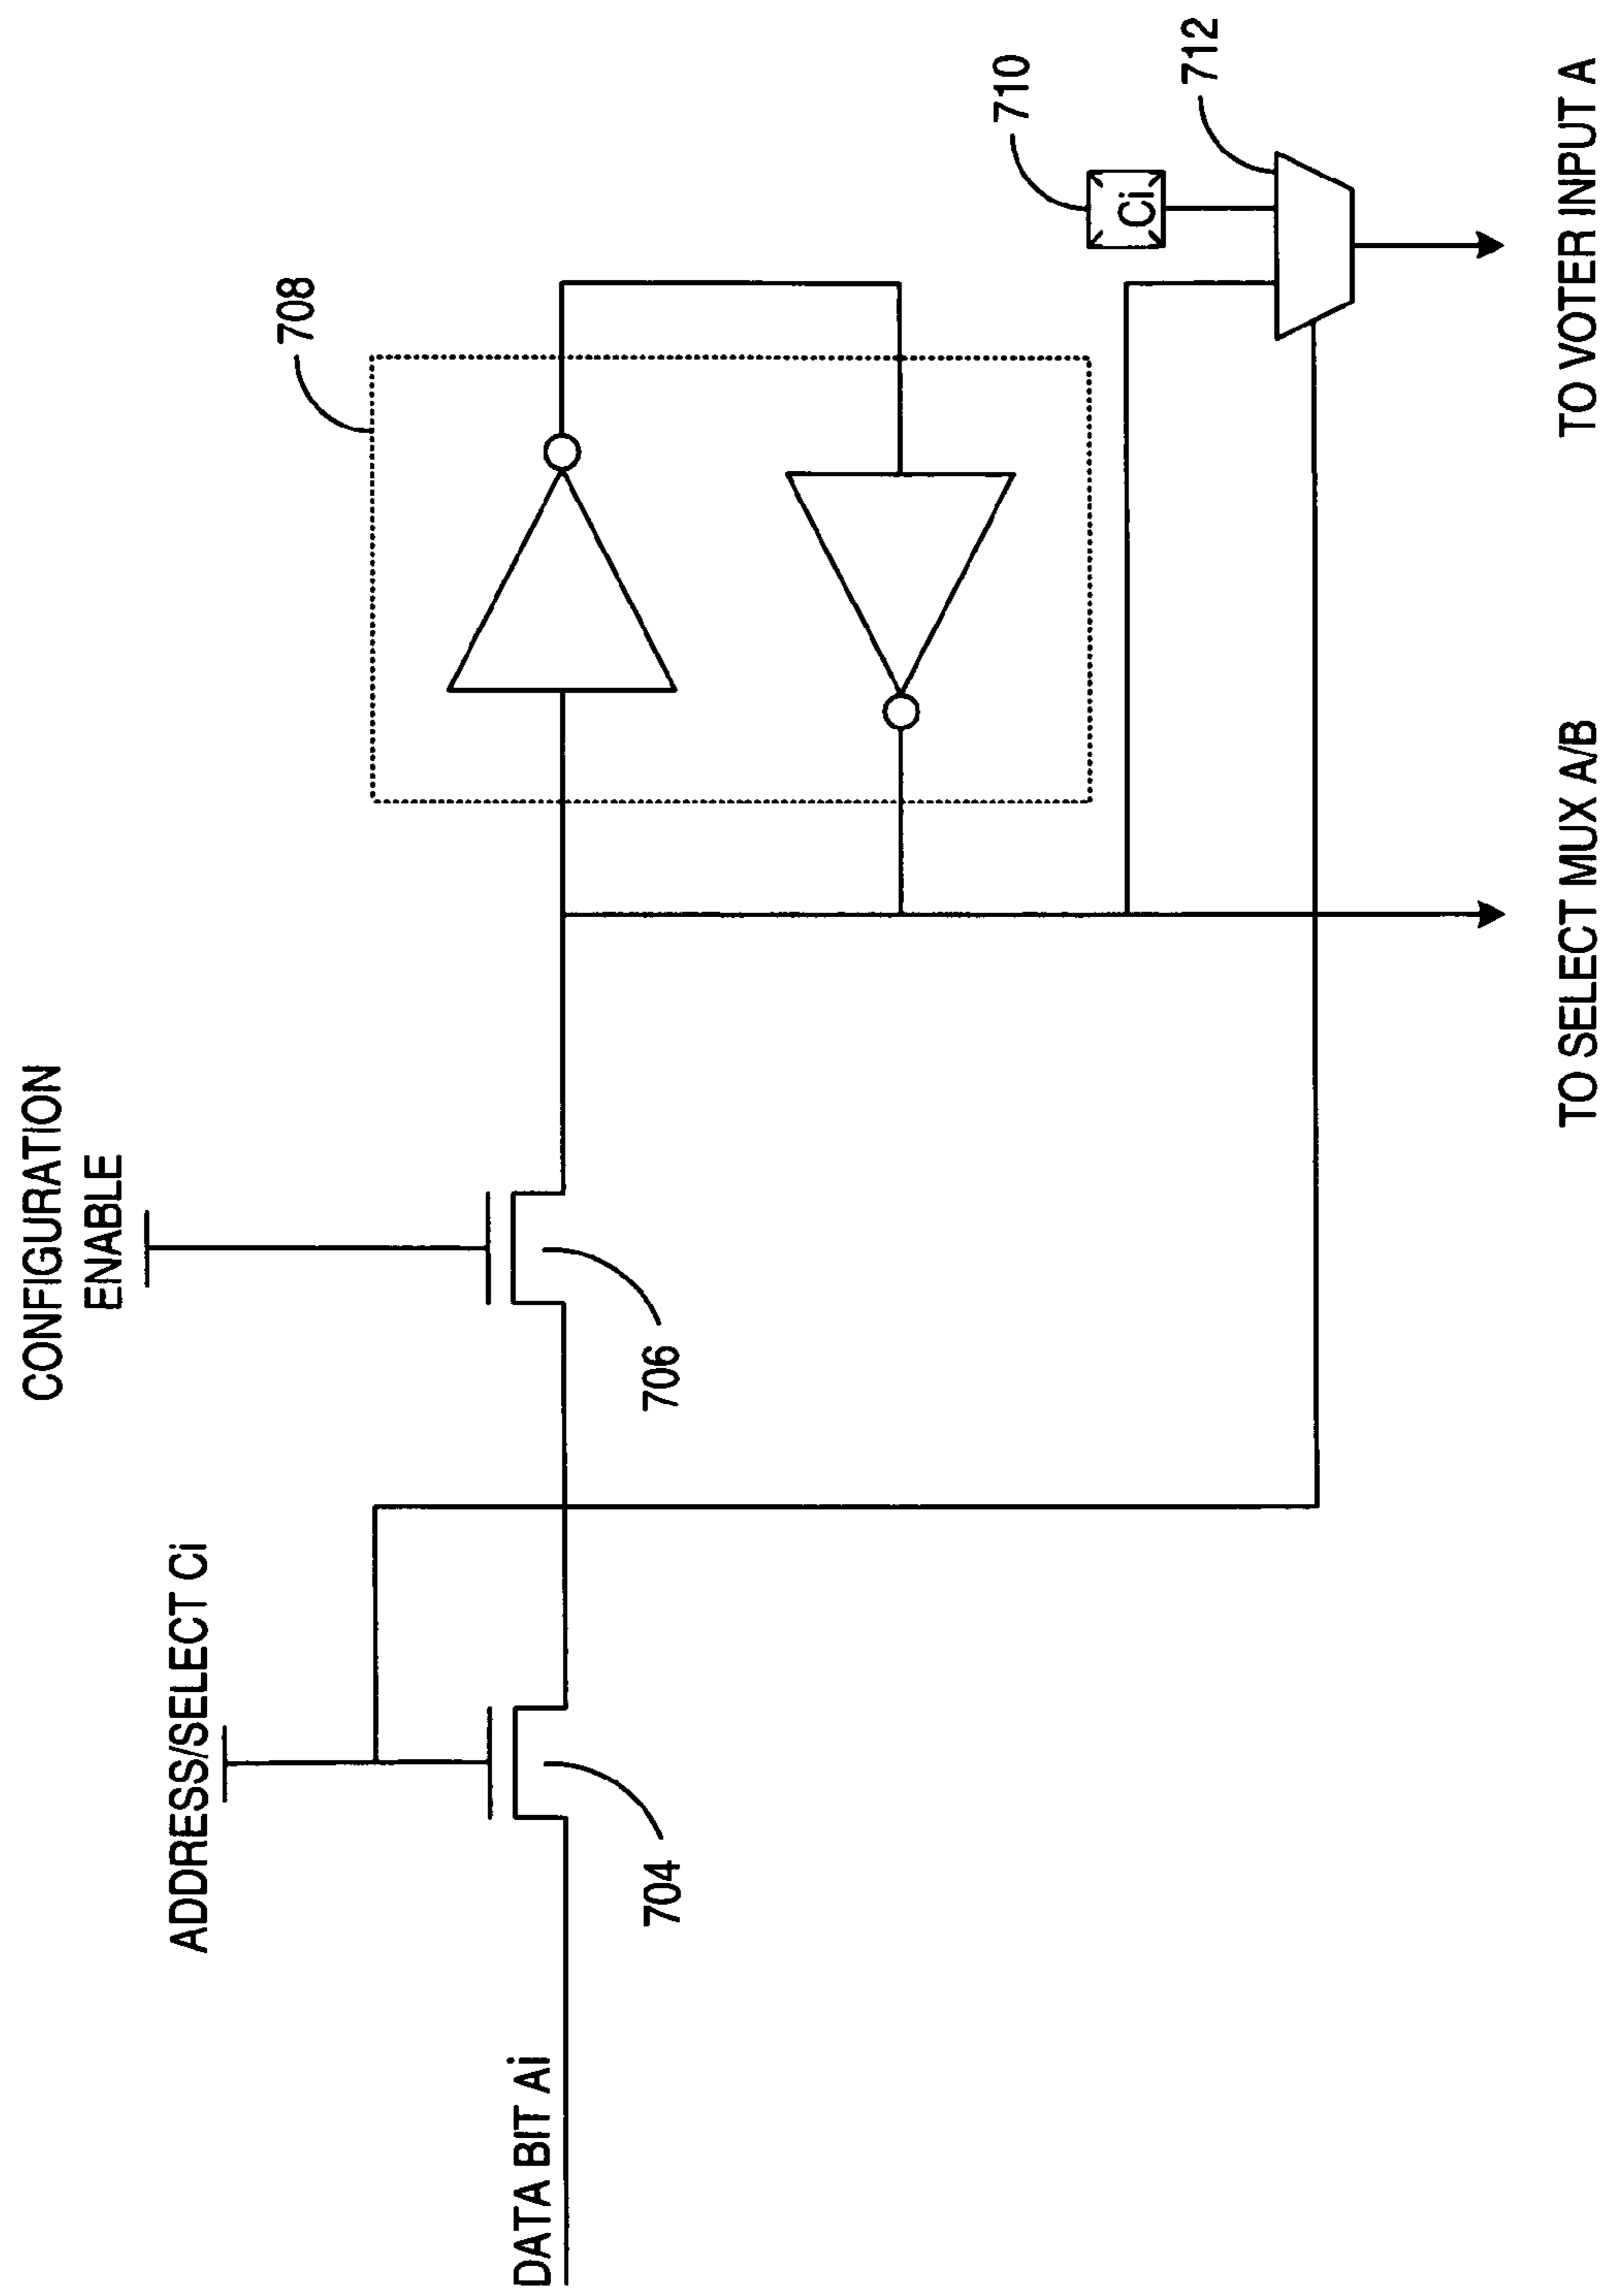 CONFIGURATION
ENABLE
ADDRESS/SELECT Ci
DATA BIT Ai
704
706
708
710
Ci
712
TO SELECT MUX A/B
TO VOTER INPUT A